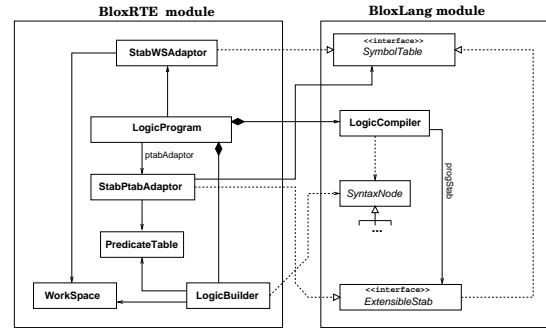 BloxRTE module
BloxLang module
StabWSAdaptor
<<interface>>
SymbolTable
LogicProgram
LogicCompiler
ptabAdaptor
StabPtabAdaptor
SyntaxNode
progStab
...
PredicateTable
WorkSpace
LogicBuilder
<<interface>>
ExtensibleStab